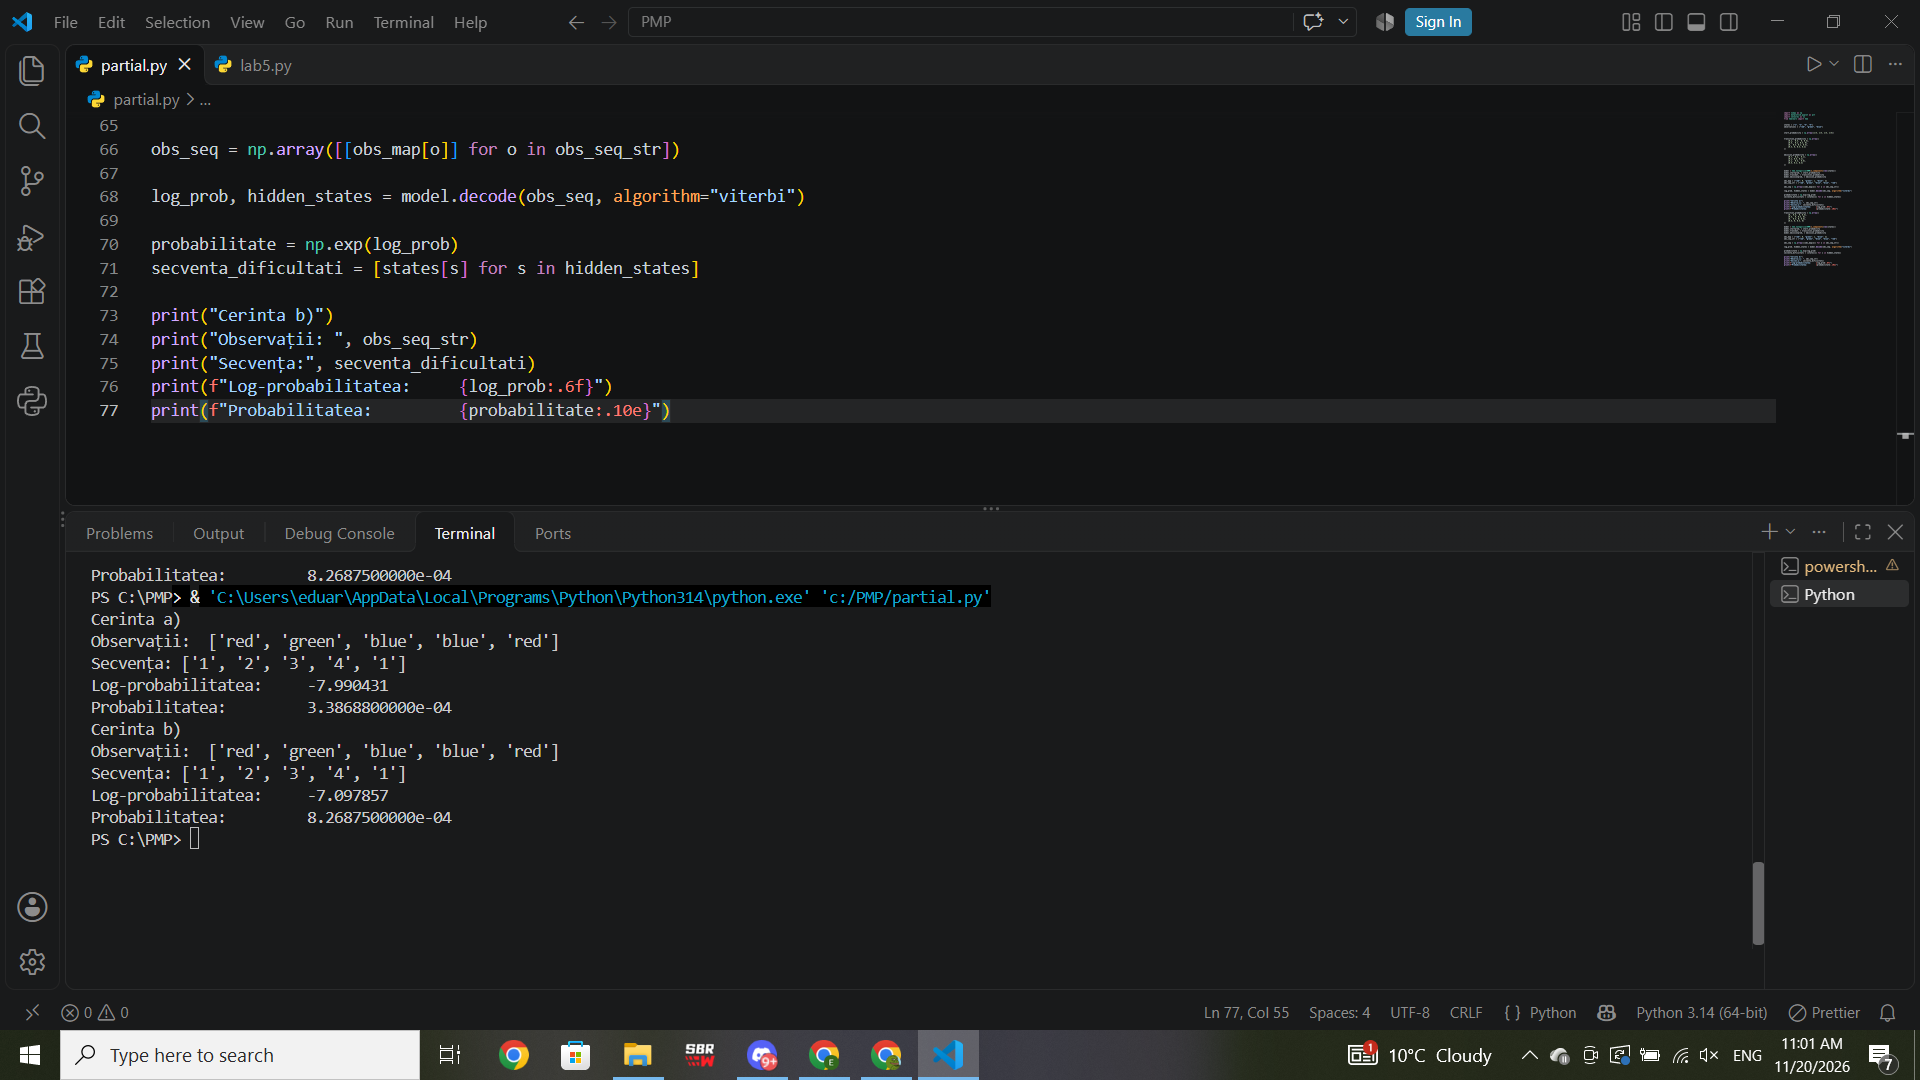 File Edit Selection View Go Run Terminal Help
PMP
Sign In
partial.py
lab5.py
partial.py > ...
65
66 obs_seq = np.array([[obs_map[o]] for o in obs_seq_str])
67
68 log_prob, hidden_states = model.decode(obs_seq, algorithm="viterbi")
69
70 probabilitate = np.exp(log_prob)
71 secventa_dificultati = [states[s] for s in hidden_states]
72
73 print("Cerinta b)")
74 print("Observații: ", obs_seq_str)
75 print("Secvența:", secventa_dificultati)
76 print(f"Log-probabilitatea:     {log_prob:.6f}")
77 print(f"Probabilitatea:         {probabilitate:.10e}")
Problems Output Debug Console Terminal Ports
Probabilitatea:         8.2687500000e-04
PS C:\PMP> & 'C:\Users\eduar\AppData\Local\Programs\Python\Python314\python.exe' 'c:/PMP/partial.py'
Cerinta a)
Observații:  ['red', 'green', 'blue', 'blue', 'red']
Secvența: ['1', '2', '3', '4', '1']
Log-probabilitatea:     -7.990431
Probabilitatea:         3.3868800000e-04
Cerinta b)
Observații:  ['red', 'green', 'blue', 'blue', 'red']
Secvența: ['1', '2', '3', '4', '1']
Log-probabilitatea:     -7.097857
Probabilitatea:         8.2687500000e-04
PS C:\PMP>
powersh...
Python
0 0
Ln 77, Col 55 Spaces: 4 UTF-8 CRLF { } Python Python 3.14 (64-bit) Prettier
Type here to search
SBR
W
9+
E
1
10°C Cloudy
ENG
11:01 AM
11/20/2026
7